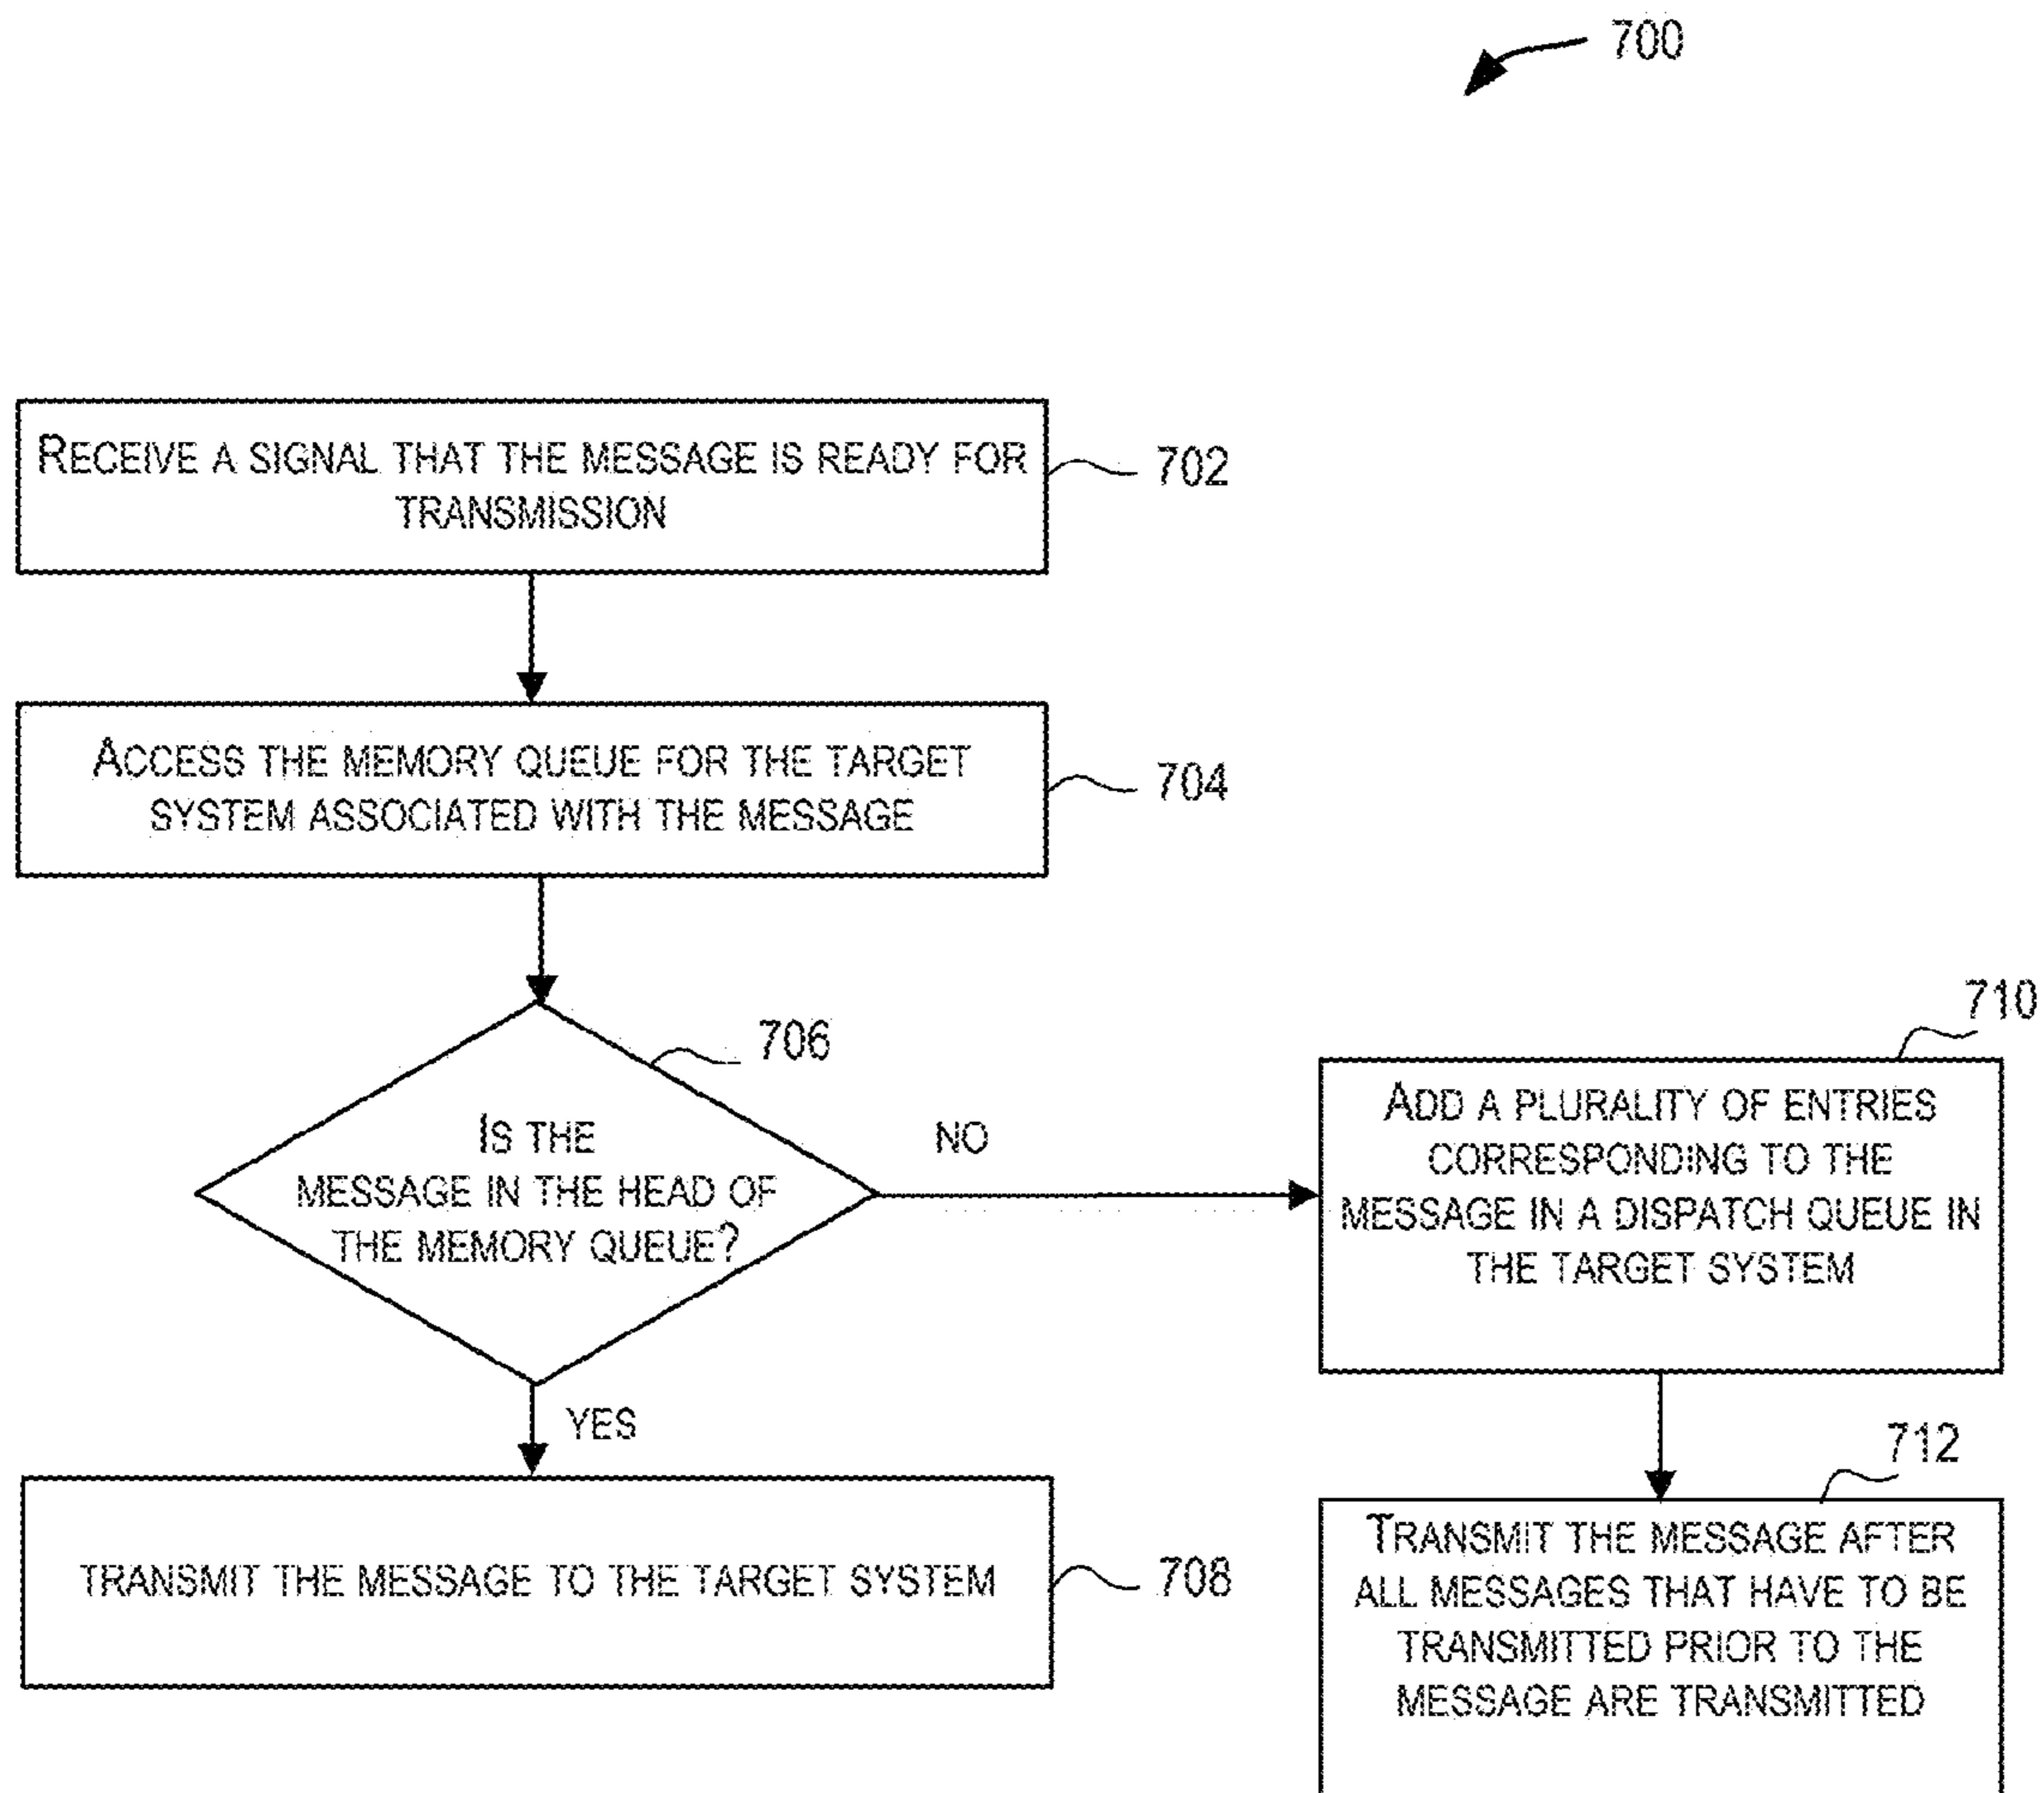 700
RECEIVE A SIGNAL THAT THE MESSAGE IS READY FOR
TRANSMISSION
702
ACCESS THE MEMORY QUEUE FOR THE TARGET
SYSTEM ASSOCIATED WITH THE MESSAGE
704
706
IS THE
MESSAGE IN THE HEAD OF
THE MEMORY QUEUE?
NO
YES
TRANSMIT THE MESSAGE TO THE TARGET SYSTEM
708
710
ADD A PLURALITY OF ENTRIES
CORRESPONDING TO THE
MESSAGE IN A DISPATCH QUEUE IN
THE TARGET SYSTEM
712
TRANSMIT THE MESSAGE AFTER
ALL MESSAGES THAT HAVE TO BE
TRANSMITTED PRIOR TO THE
MESSAGE ARE TRANSMITTED